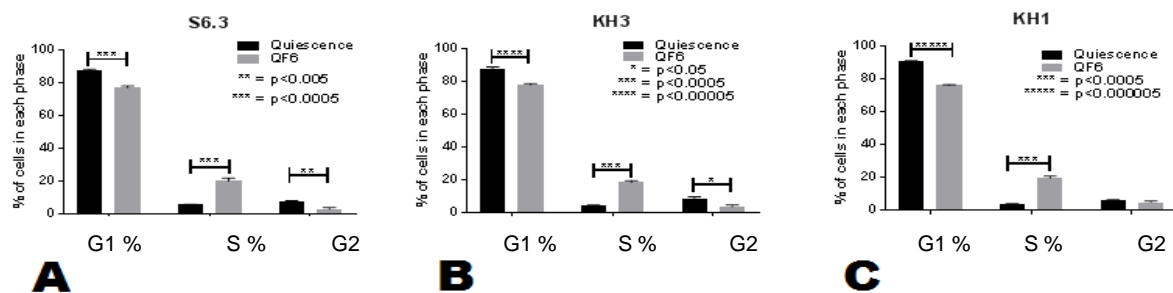 S6.3
% of cells in each phase
100
80
60
40
20
0
***
***
**
Quiescence
QF6
** = p<0.005
*** = p<0.0005
G1 %
S %
G2
A
KH3
% of cells in each phase
100
80
60
40
20
0
****
***
*
Quiescence
QF6
* = p<0.05
*** = p<0.0005
**** = p<0.00005
G1 %
S %
G2
B
KH1
% of cells in each phase
100
80
60
40
20
0
*****
***
Quiescence
QF6
*** = p<0.0005
***** = p<0.000005
G1 %
S %
G2
C